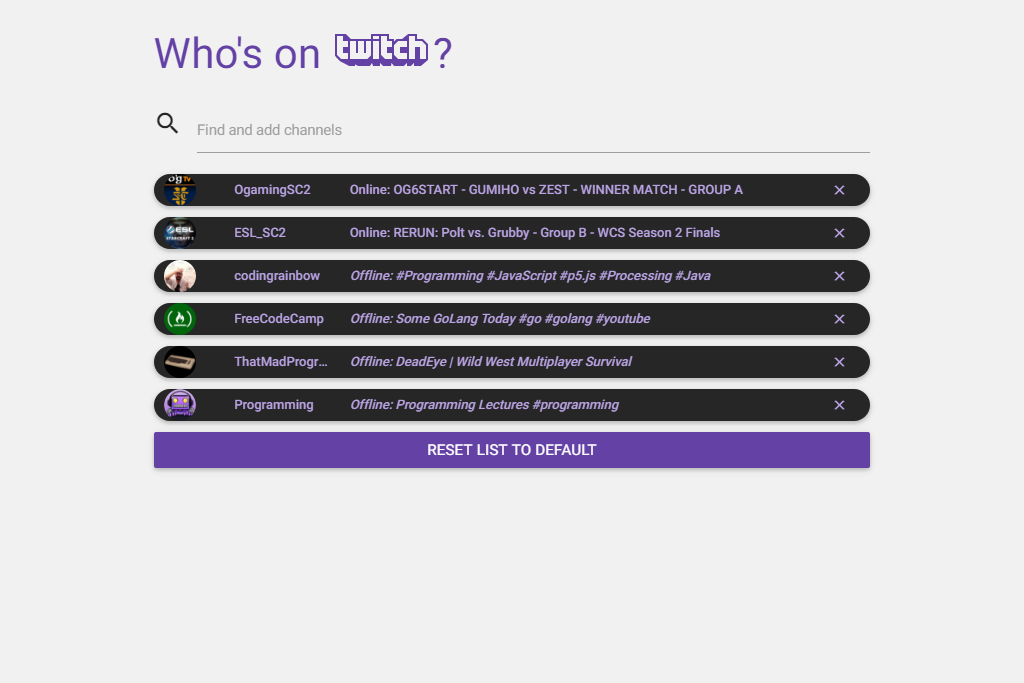 Who's on twitch?
Find and add channels
OgamingSC2 Online: OG6START - GUMIHO vs ZEST - WINNER MATCH - GROUP A
ESL_SC2 Online: RERUN: Polt vs. Grubby - Group B - WCS Season 2 Finals
codingrainbow Offline: #Programming #JavaScript #p5.js #Processing #Java
FreeCodeCamp Offline: Some GoLang Today #go #golang #youtube
ThatMadProgr... Offline: DeadEye | Wild West Multiplayer Survival
Programming Offline: Programming Lectures #programming
RESET LIST TO DEFAULT